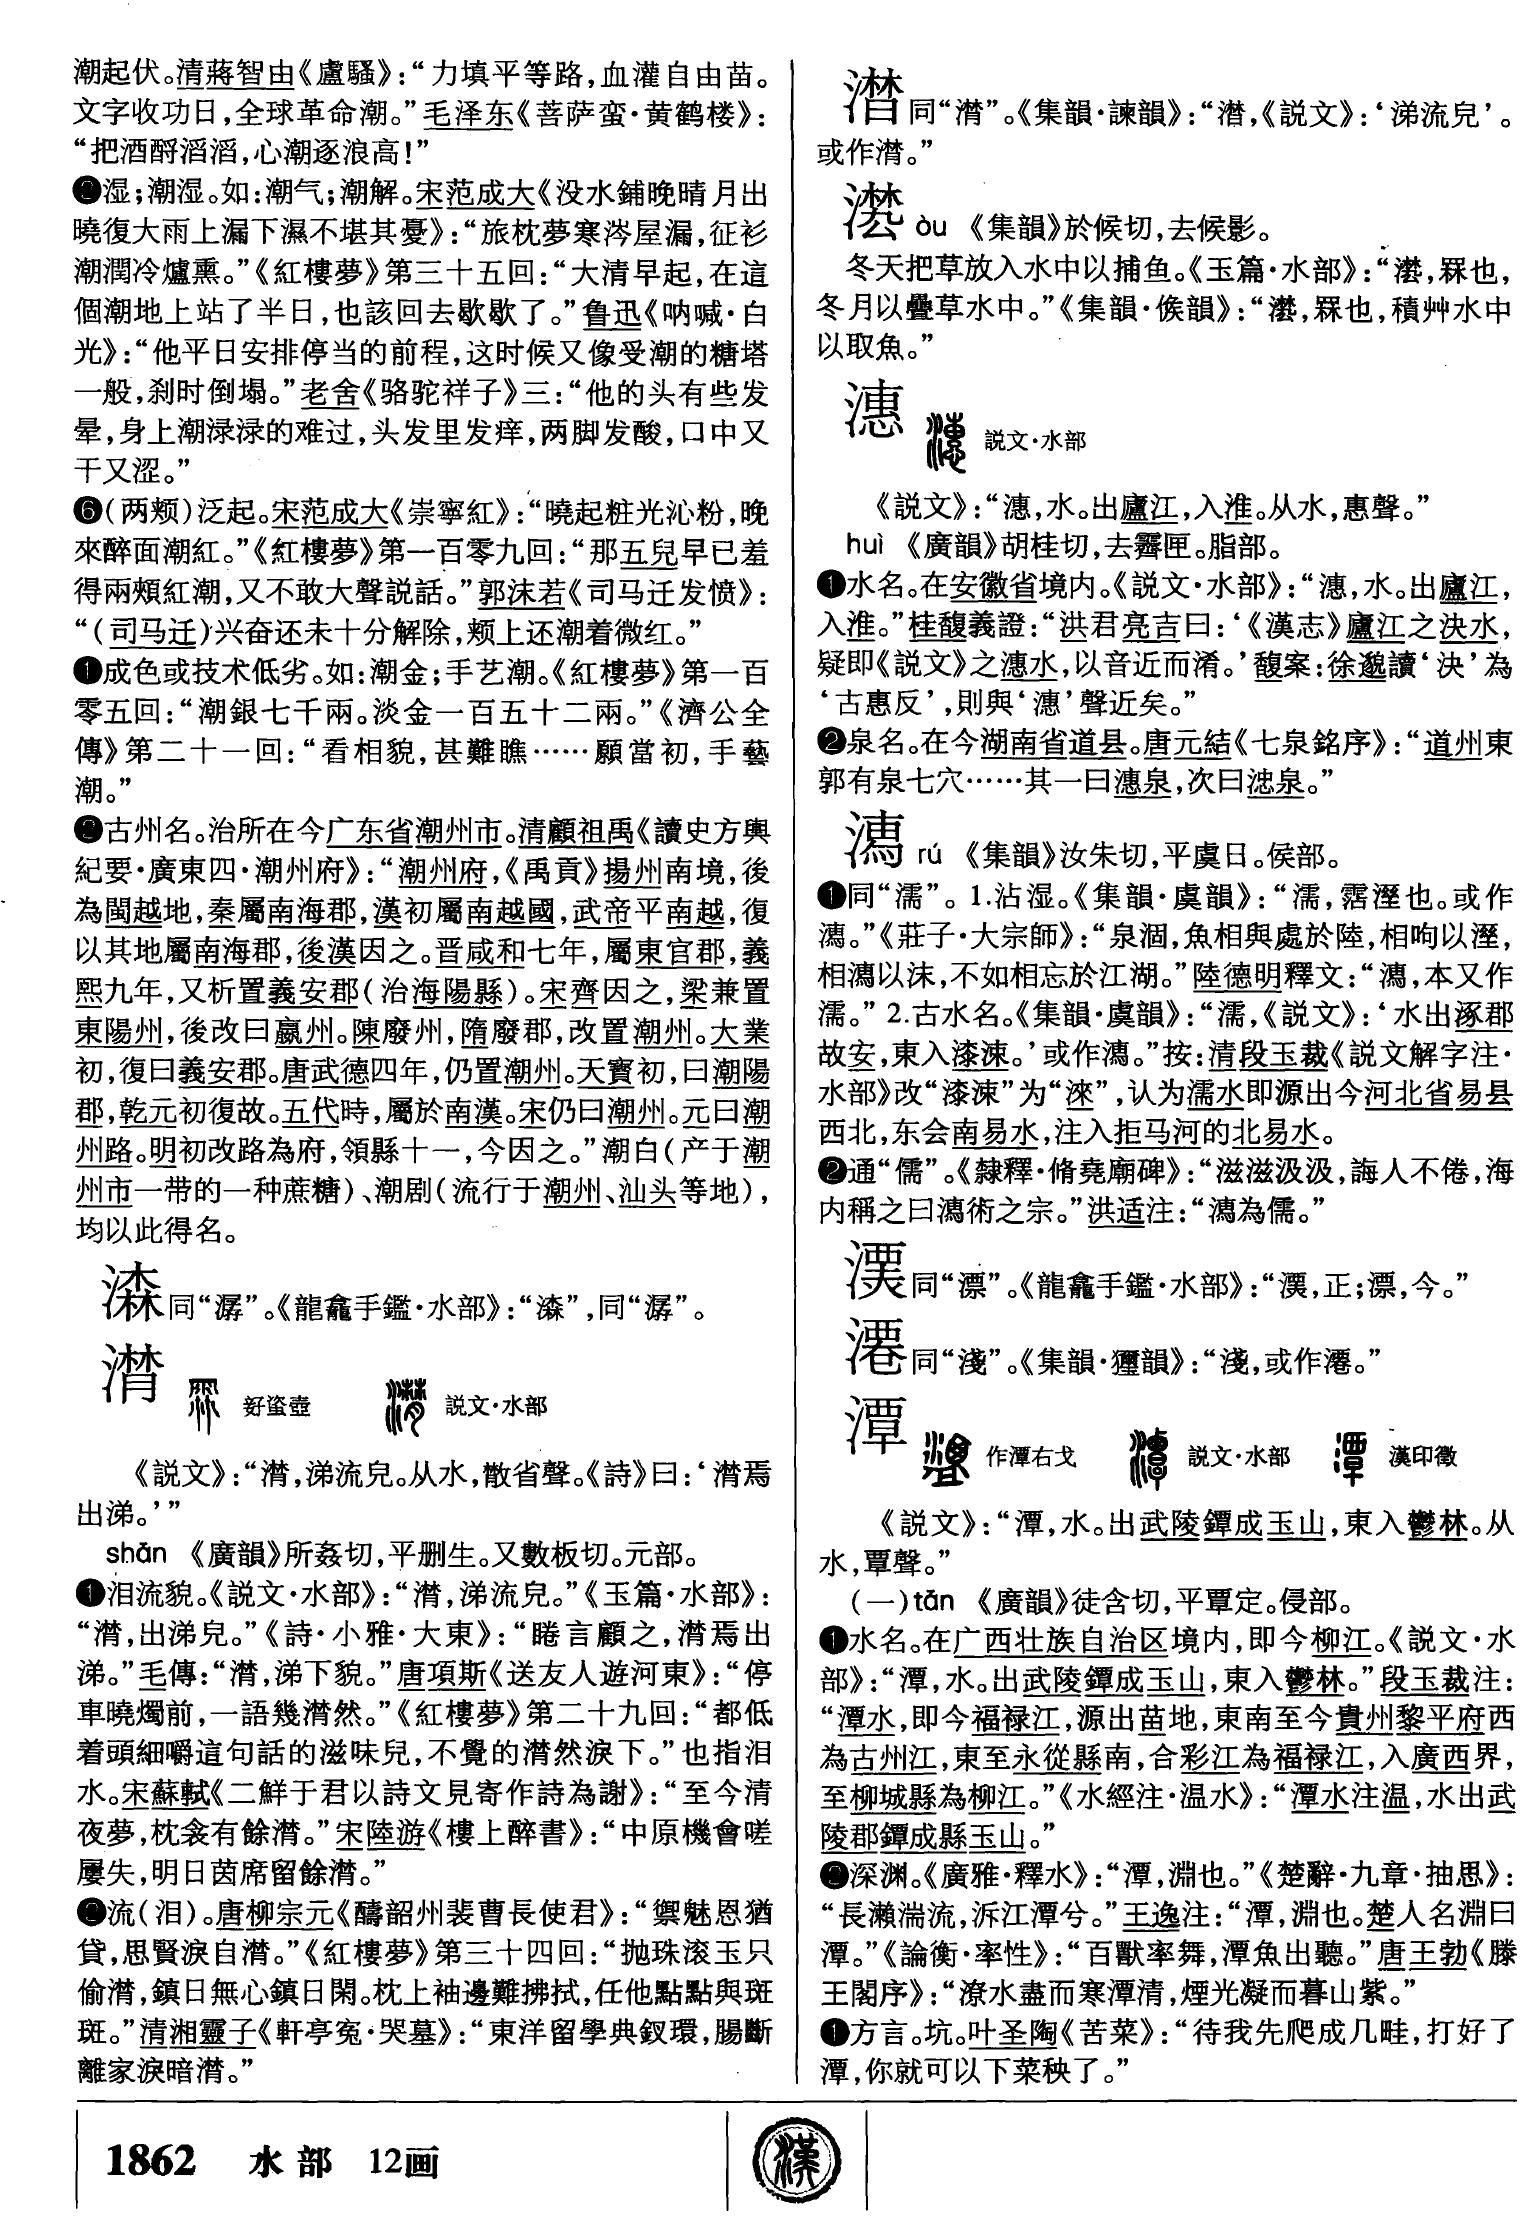 潮起伏。清蔣智由《盧騷》：“力填平等路，血灌自由苗。
文字收功日，全球革命潮。”毛泽东《菩萨蛮·黄鹤楼》：
“把酒酹滔滔，心潮逐浪高！”
❷湿；潮湿。如：潮气；潮解。宋范成大《没水鋪晚晴月出
曉復大雨上漏下濕不堪其憂》：“旅枕夢寒涔屋漏，征衫
潮潤冷爐熏。”《紅樓夢》第三十五回：“大清早起，在這
個潮地上站了半日，也該回去歇歇了。”鲁迅《呐喊·白
光》：“他平日安排停当的前程，这时候又像受潮的糖塔
一般，刹时倒塌。”老舍《骆驼祥子》三：“他的头有些发
晕，身上潮渌渌的难过，头发里发痒，两脚发酸，口中又
干又涩。”
❻（两颊）泛起。宋范成大《崇寧紅》：“曉起粧光沁粉，晚
來醉面潮紅。”《紅樓夢》第一百零九回：“那五兒早已羞
得兩頰紅潮，又不敢大聲説話。”郭沫若《司马迁发愤》：
“（司马迁）兴奋还未十分解除，颊上还潮着微红。”
❶成色或技术低劣。如：潮金；手艺潮。《紅樓夢》第一百
零五回：“潮銀七千兩。淡金一百五十二兩。”《濟公全
傳》第二十一回：“看相貌，甚難瞧……願當初，手藝
潮。”
❷古州名。治所在今广东省潮州市。清顧祖禹《讀史方輿
紀要·廣東四·潮州府》：“潮州府，《禹貢》揚州南境，後
為閩越地，秦屬南海郡，漢初屬南越國，武帝平南越，復
以其地屬南海郡，後漢因之。晋咸和七年，屬東官郡，義
熙九年，又析置義安郡（治海陽縣）。宋齊因之，梁兼置
東陽州，後改曰嬴州。陳廢州，隋廢郡，改置潮州。大業
初，復曰義安郡。唐武德四年，仍置潮州。天寶初，曰潮陽
郡，乾元初復故。五代時，屬於南漢。宋仍曰潮州。元曰潮
州路。明初改路為府，領縣十一，今因之。”潮白（产于潮
州市一带的一种蔗糖）、潮剧（流行于潮州、汕头等地），
均以此得名。
潹同“潺”。《龍龕手鑑·水部》：“潹”，同“潺”。
潸 𡚽蚉壺 説文·水部
《説文》：“潸，涕流皃。从水，散省聲。《詩》曰：‘潸焉
出涕。’”
shān 《廣韻》所姦切，平删生。又數板切。元部。
❶泪流貌。《説文·水部》：“潸，涕流皃。”《玉篇·水部》：
“潸，出涕皃。”《詩·小雅·大東》：“睠言顧之，潸焉出
涕。”毛傳：“潸，涕下貌。”唐項斯《送友人遊河東》：“停
車曉燭前，一語幾潸然。”《紅樓夢》第二十九回：“都低
着頭細嚼這句話的滋味兒，不覺的潸然淚下。”也指泪
水。宋蘇軾《二鮮于君以詩文見寄作詩為謝》：“至今清
夜夢，枕衾有餘潸。”宋陸游《樓上醉書》：“中原機會嗟
屢失，明日茵席留餘潸。”
❷流（泪）。唐柳宗元《醻韶州裴曹長使君》：“禦魅恩猶
貸，思賢淚自潸。”《紅樓夢》第三十四回：“抛珠滚玉只
偷潸，鎮日無心鎮日閑。枕上袖邊難拂拭，任他點點與斑
斑。”清湘靈子《軒亭寃·哭墓》：“東洋留學典釵環，腸斷
離家淚暗潸。”
澘同“潸”。《集韻·諫韻》：“澘，《説文》：‘涕流皃’。
或作潸。”
òu 《集韻》於候切，去候影。
冬天把草放入水中以捕鱼。《玉篇·水部》：“，槑也，
冬月以疊草水中。”《集韻·侯韻》：“，槑也，積艸水中
以取魚。”
潓 説文·水部
《説文》：“潓，水。出廬江，入淮。从水，惠聲。”
huì 《廣韻》胡桂切，去霽匣。脂部。
❶水名。在安徽省境内。《説文·水部》：“潓，水。出廬江，
入淮。”桂馥義證：“洪君亮吉曰：‘《漢志》廬江之決水，
疑即《説文》之潓水，以音近而淆。’馥案：徐邈讀‘決’為
‘古惠反’，則與‘潓’聲近矣。”
❷泉名。在今湖南省道县。唐元結《七泉銘序》：“道州東
郭有泉七穴……其一曰潓泉，次曰㳘泉。”
澙 rú 《集韻》汝朱切，平虞日。侯部。
❶同“濡”。1.沾湿。《集韻·虞韻》：“濡，霑溼也。或作
澙。”《莊子·大宗師》：“泉涸，魚相與處於陸，相呴以溼，
相澙以沫，不如相忘於江湖。”陸德明釋文：“澙，本又作
濡。”2.古水名。《集韻·虞韻》：“濡，《説文》：‘水出涿郡
故安，東入漆涑。’或作澙。”按：清段玉裁《説文解字注·
水部》改“漆涑”为“淶”，认为濡水即源出今河北省易县
西北，东会南易水，注入拒马河的北易水。
❷通“儒”。《隸釋·脩堯廟碑》：“滋滋汲汲，誨人不倦，海
内稱之曰澙術之宗。”洪适注：“澙為儒。”
同“漂”。《龍龕手鑑·水部》：“，正；漂，今。”
同“淺”。《集韻·獮韻》：“淺，或作。”
潭 作潭右戈 説文·水部 漢印徵
《説文》：“潭，水。出武陵鐔成玉山，東入鬱林。从
水，覃聲。”
（一）tán 《廣韻》徒含切，平覃定。侵部。
❶水名。在广西壮族自治区境内，即今柳江。《説文·水
部》：“潭，水。出武陵鐔成玉山，東入鬱林。”段玉裁注：
“潭水，即今福禄江，源出苗地，東南至今貴州黎平府西
為古州江，東至永從縣南，合彩江為福禄江，入廣西界，
至柳城縣為柳江。”《水經注·温水》：“潭水注温，水出武
陵郡鐔成縣玉山。”
❷深渊。《廣雅·釋水》：“潭，淵也。”《楚辭·九章·抽思》：
“長瀨湍流，泝江潭兮。”王逸注：“潭，淵也。楚人名淵曰
潭。”《論衡·率性》：“百獸率舞，潭魚出聽。”唐王勃《滕
王閣序》：“潦水盡而寒潭清，煙光凝而暮山紫。”
❶方言。坑。叶圣陶《苦菜》：“待我先爬成几畦，打好了
潭，你就可以下菜秧了。”
1862 水部 12画
漢